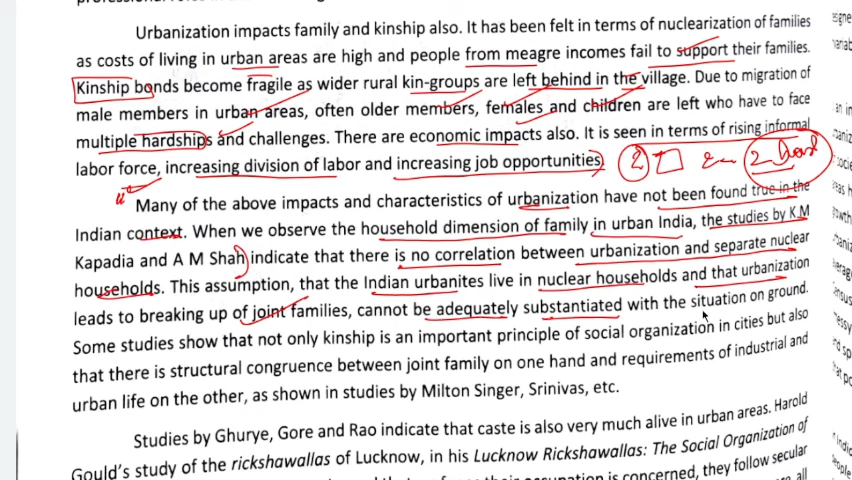 Urbanization impacts family and kinship also. It has been felt in terms of nuclearization of families
as costs of living in urban areas are high and people from meagre incomes fail to support their families.
Kinship bonds become fragile as wider rural kin-groups are left behind in the village. Due to migration of
male members in urban areas, often older members, females and children are left who have to face
multiple hardships and challenges. There are economic impacts also. It is seen in terms of rising informal
labor force, increasing division of labor and increasing job opportunities.
2
Many of the above impacts and characteristics of urbanization have not been found true in the
Indian context. When we observe the household dimension of family in urban India, the studies by K M
Kapadia and A M Shah indicate that there is no correlation between urbanization and separate nuclear
households. This assumption, that the Indian urbanites live in nuclear households and that urbanization
leads to breaking up of joint families, cannot be adequately substantiated with the situation on ground.
Some studies show that not only kinship is an important principle of social organization in cities but also
that there is structural congruence between joint family on one hand and requirements of industrial and
urban life on the other, as shown in studies by Milton Singer, Srinivas, etc.
Studies by Ghurye, Gore and Rao indicate that caste is also very much alive in urban areas. Harold
Gould's study of the rickshawallas of Lucknow, in his Lucknow Rickshawallas: The Social Organization of
is concerned, they follow secular